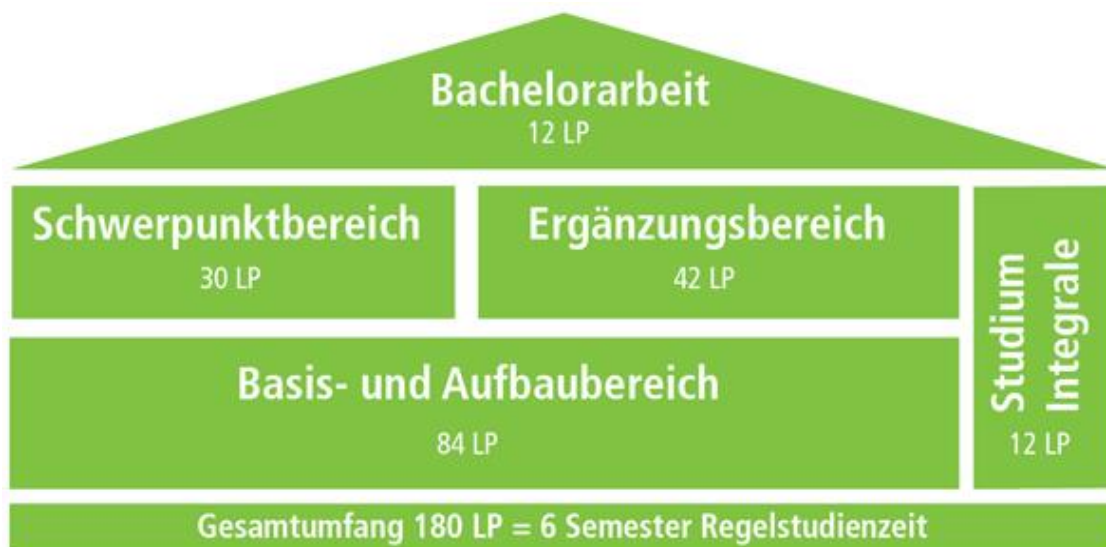 Bachelorarbeit
12 LP
Schwerpunktbereich
30 LP
Ergänzungsbereich
42 LP
Studium
Integrale
12 LP
Basis- und Aufbaubereich
84 LP
Gesamtumfang 180 LP = 6 Semester Regelstudienzeit